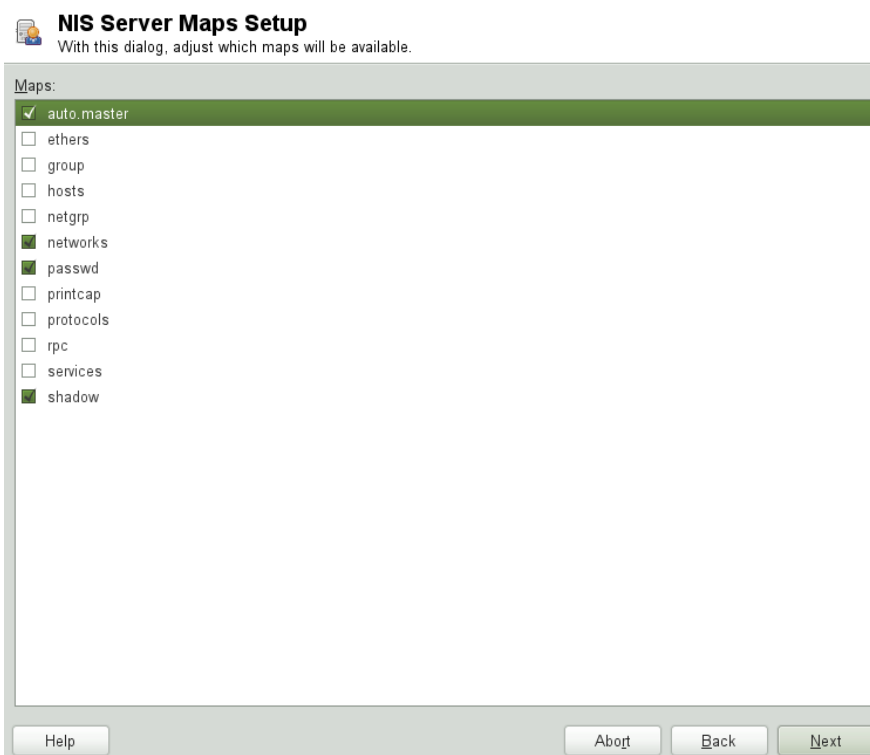 NIS Server Maps Setup
With this dialog, adjust which maps will be available.
Maps:
auto.master
ethers
group
hosts
netgrp
networks
passwd
printcap
protocols
rpc
services
shadow
Help
Abort
Back
Next